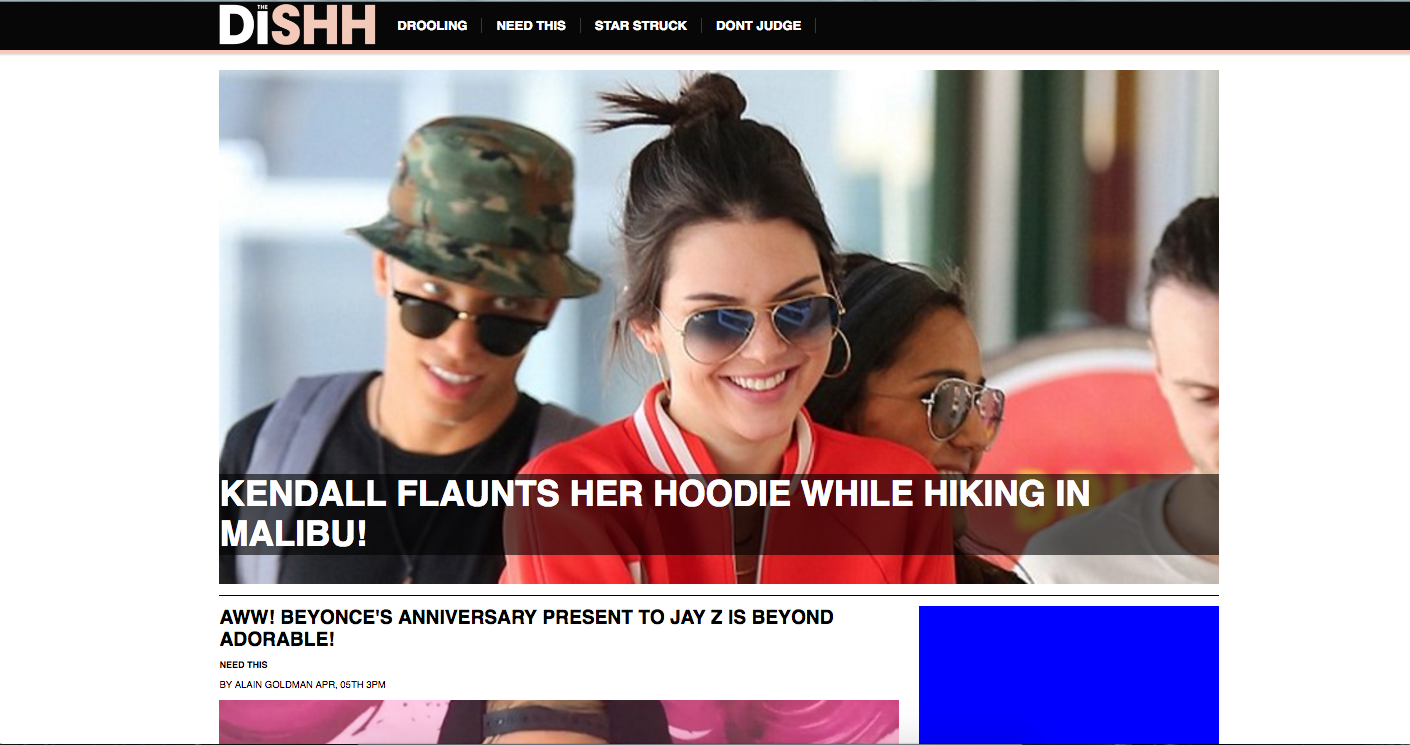 THE
DiSHH
DROOLING
NEED THIS
STAR STRUCK
DONT JUDGE
KENDALL FLAUNTS HER HOODIE WHILE HIKING IN
MALIBU!
AWW! BEYONCE'S ANNIVERSARY PRESENT TO JAY Z IS BEYOND
ADORABLE!
NEED THIS
BY ALAIN GOLDMAN APR, 05TH 3PM